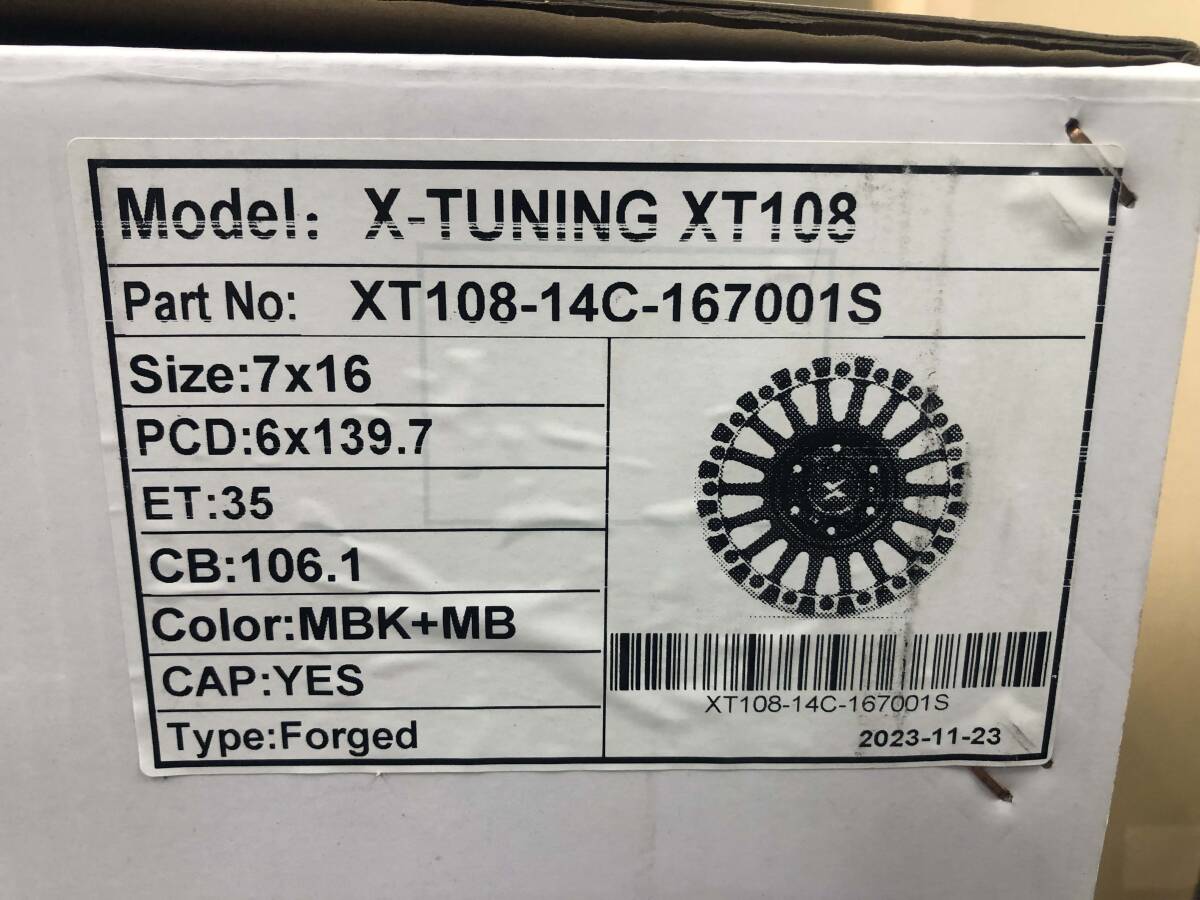 Model: X-TUNING XT108
Part No: XT108-14C-167001S
Size:7x16
PCD:6x139.7
ET:35
CB:106.1
Color:MBK+MB
CAP:YES
Type:Forged
XT108-14C-167001S
2023-11-23